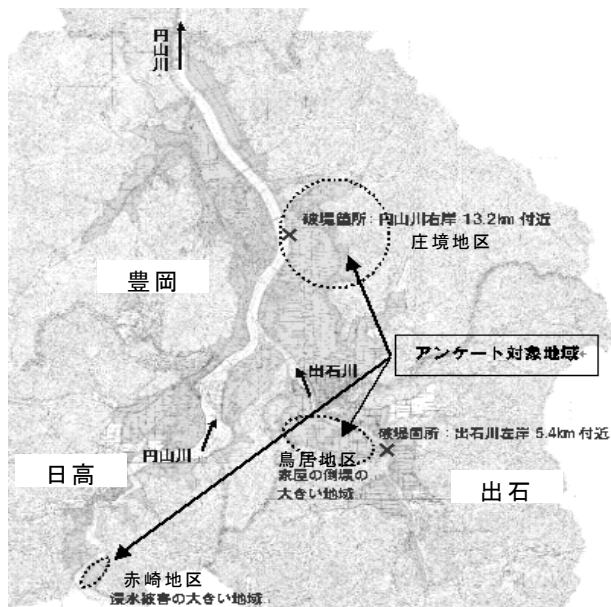 円山川
破堤箇所：円山川右岸 13.2km 付近
庄境地区
豊岡
アンケート対象地域
出石川
破堤箇所：出石川左岸 5.4km 付近
円山川
鳥居地区
家屋の倒壊の
大きい地域
日高
出石
赤崎地区
浸水被害の大きい地域